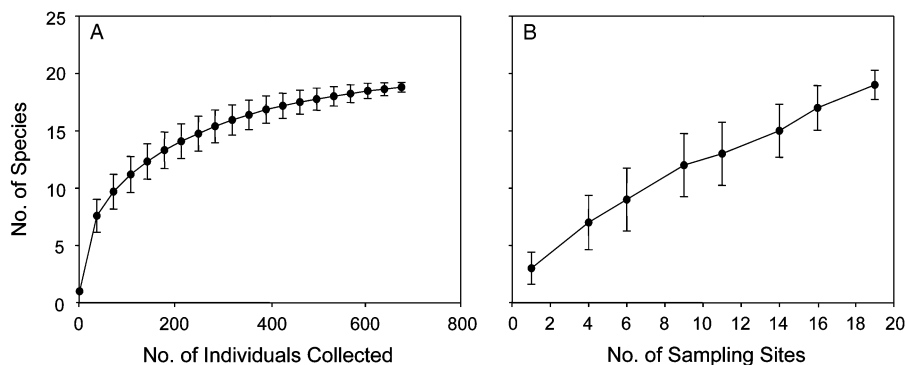 A
B
No. of Species
25
20
15
10
5
0
0 200 400 600 800
0 2 4 6 8 10 12 14 16 18 20
No. of Individuals Collected
No. of Sampling Sites